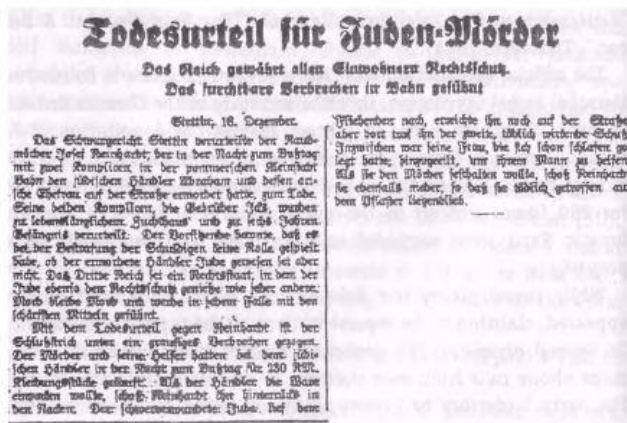 Todesurteil für Juden-Mörder
Das Reich gewährt allen Einwohnern Rechtsschutz
Das furchtbare Verbrechen in Bahn gesühnt
Stettin, 16. Dezember.
Das Schwurgericht Stettin verurteilte den Raub-
mörder Josef Reinhardt, der in der Nacht zum Bußtag
mit zwei Komplicen in der pommerschen Kleinstadt
Bahn den jüdischen Händler Abraham und dessen ari-
sche Ehefrau auf der Straße ermordet hatte, zum Tode.
Seine beiden Komplicen, die Gebrüder wurden
zu lebenslänglichem Zuchthaus und zu sechs Jahren
Gefängnis verurteilt. Der Vorsitzende betonte, daß es
bei der Bestrafung der Schuldigen keine Rolle gespielt
habe, ob der ermordete Händler Jude gewesen sei oder
nicht. Das Dritte Reich sei ein Rechtsstaat, in dem der
Jude ebenso den Rechtsschutz genieße wie jeder andere.
Mord bleibe Mord und werde in jedem Falle mit den
schärfsten Mitteln gesühnt.
Mit dem Todesurteil gegen Reinhardt ist der
Schlußstrich unter ein grausiges Verbrechen gezogen.
Der Mörder und seine Helfer hatten bei dem jüdi-
schen Händler in der Nacht zum Bußtag für 130 RM.
Kleidungsstücke gekauft. Als der Händler die Ware
einpacken wollte, schoß Reinhardt ihn hinterrücks in
den Nacken. Der schwerverwundete Jude lief dem
Fliehenden nach, erreichte ihn noch auf der Straße,
aber dort traf ihn der zweite, tödlich wirkende Schuß.
Inzwischen war seine Frau, die sich schon schlafen ge-
legt hatte, hinzugeeilt, um ihrem Mann zu helfen.
Als sie den Mörder festhalten wollte, schoß Reinhardt
sie ebenfalls nieder, so daß sie tödlich getroffen auf
dem Pflaster liegenblieb.